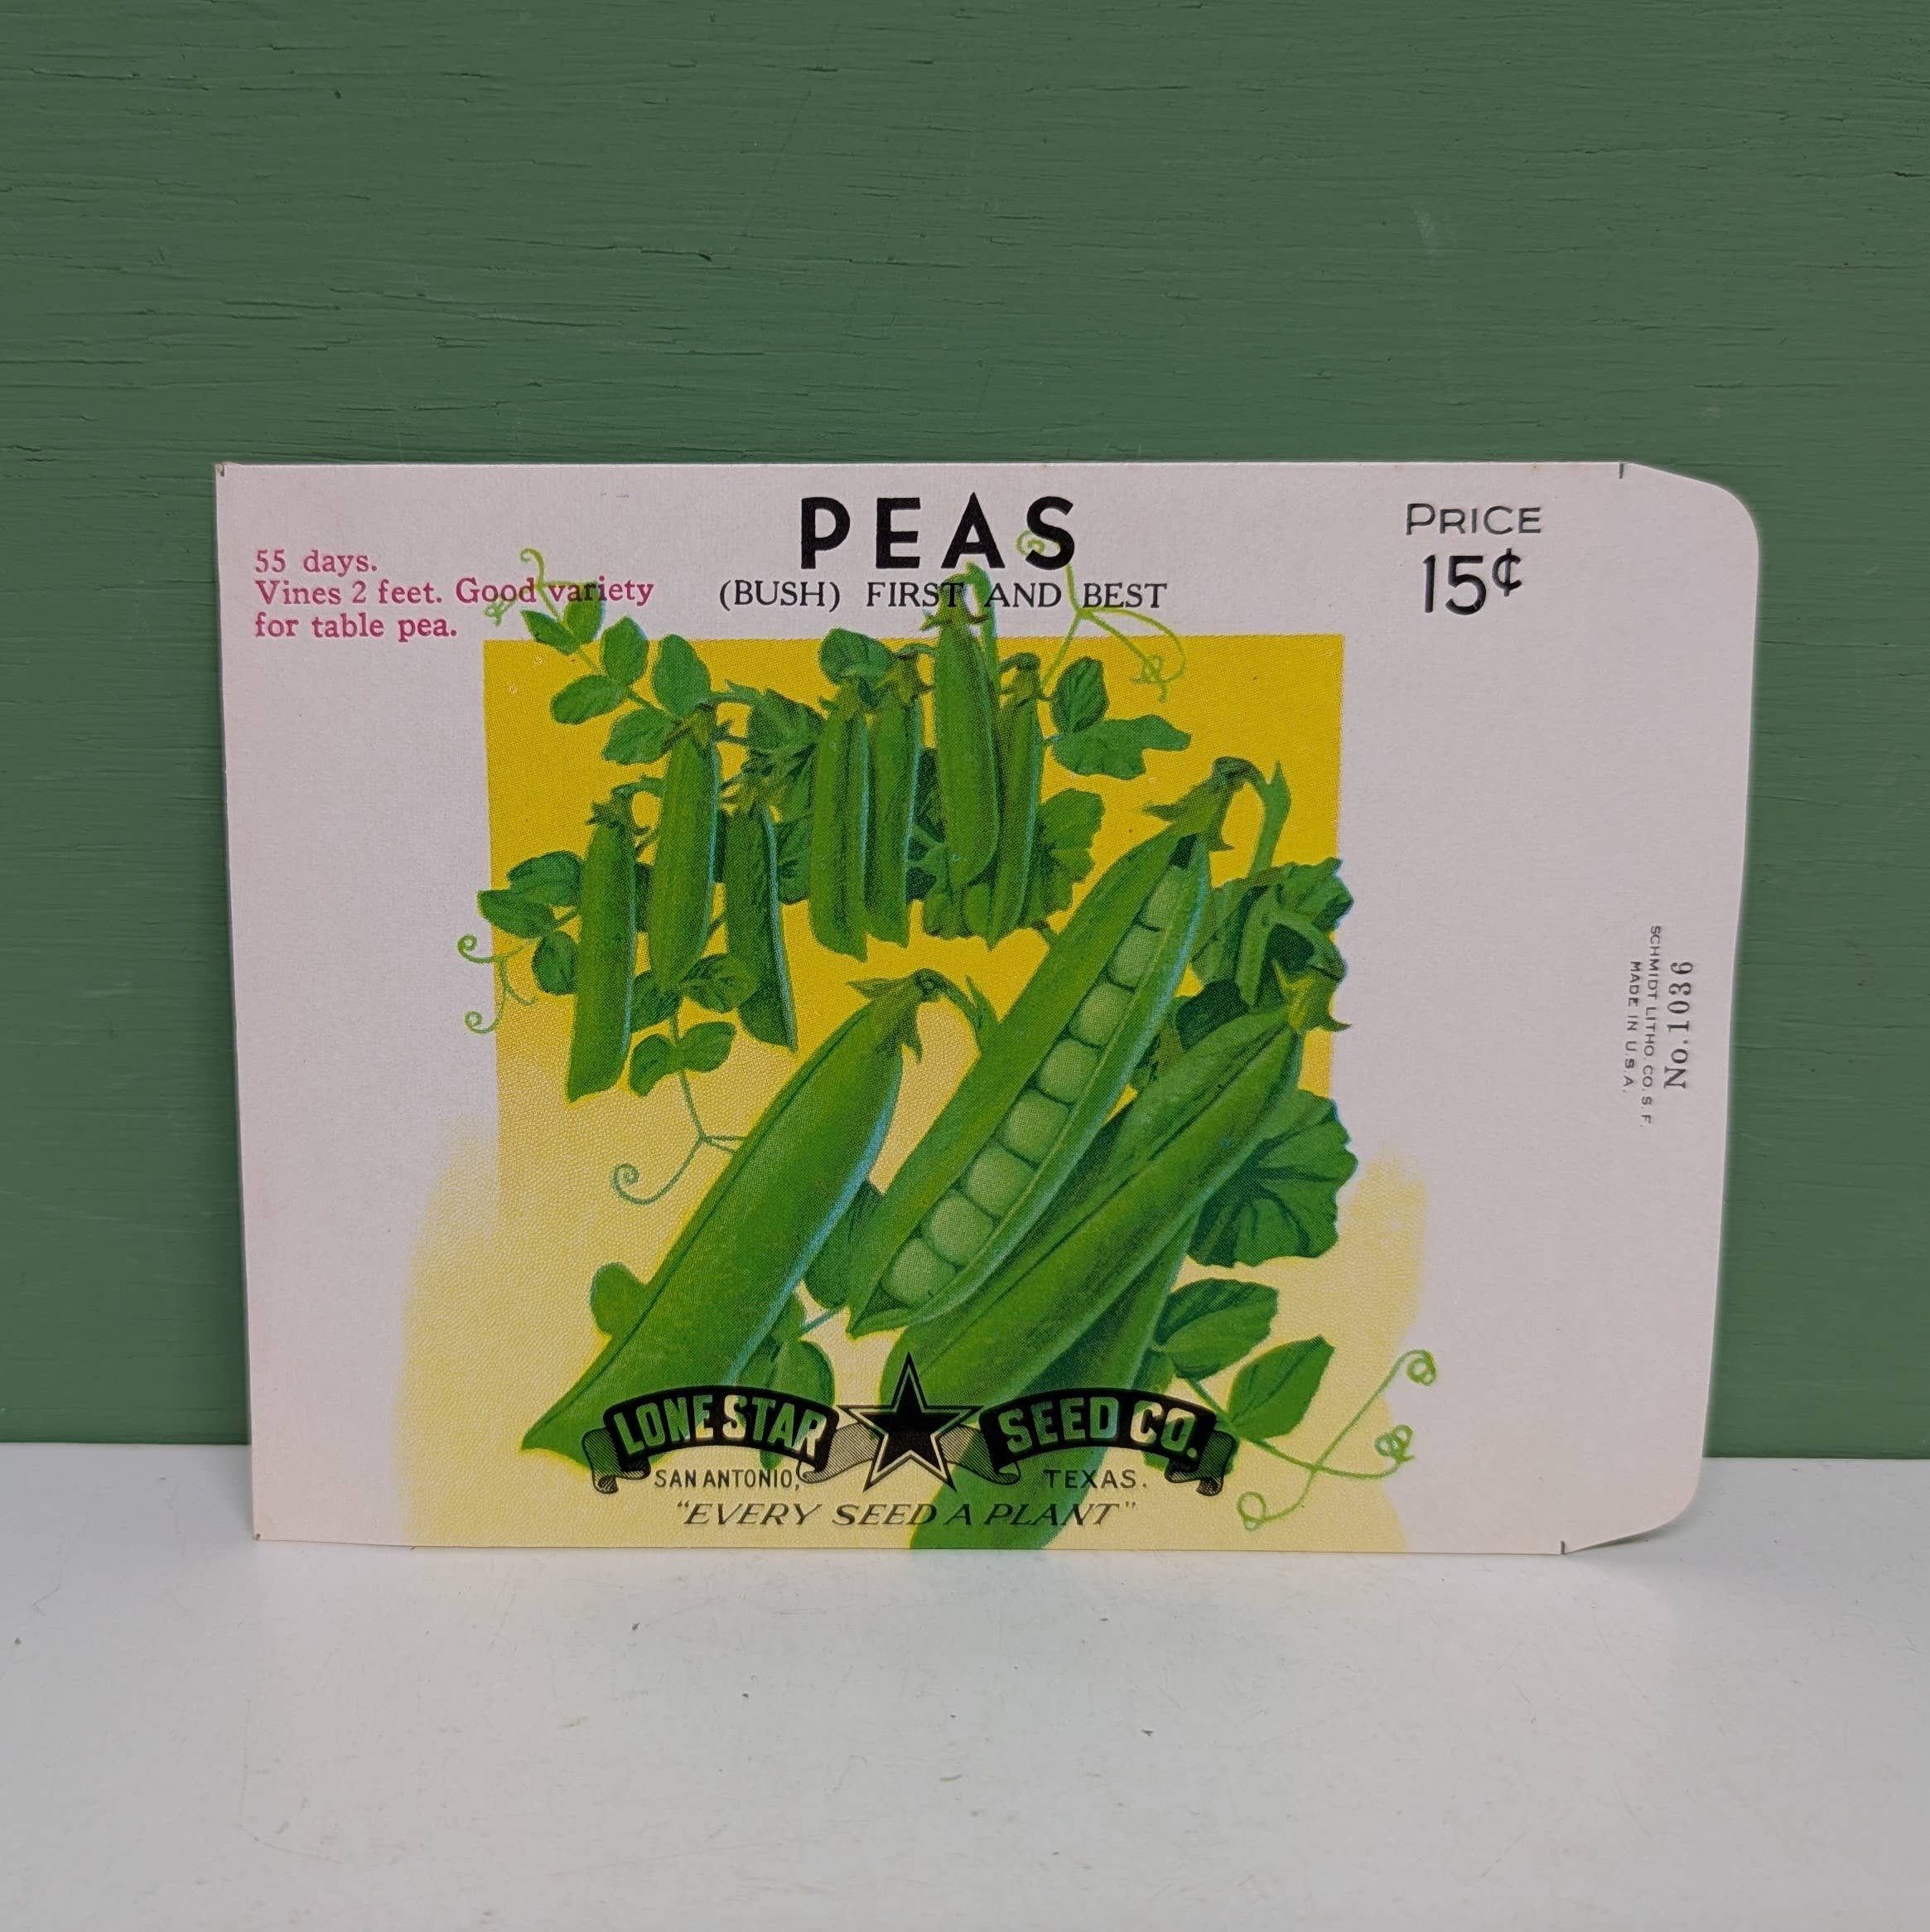 PEAS
(BUSH) FIRST AND BEST
55 days.
Vines 2 feet. Good variety
for table pea.
PRICE
15¢
LONE STAR SEED CO.
SAN ANTONIO, TEXAS.
"EVERY SEED A PLANT"
No. 1036
SCHMIDT LITHO. CO. S. F.
MADE IN U.S.A.